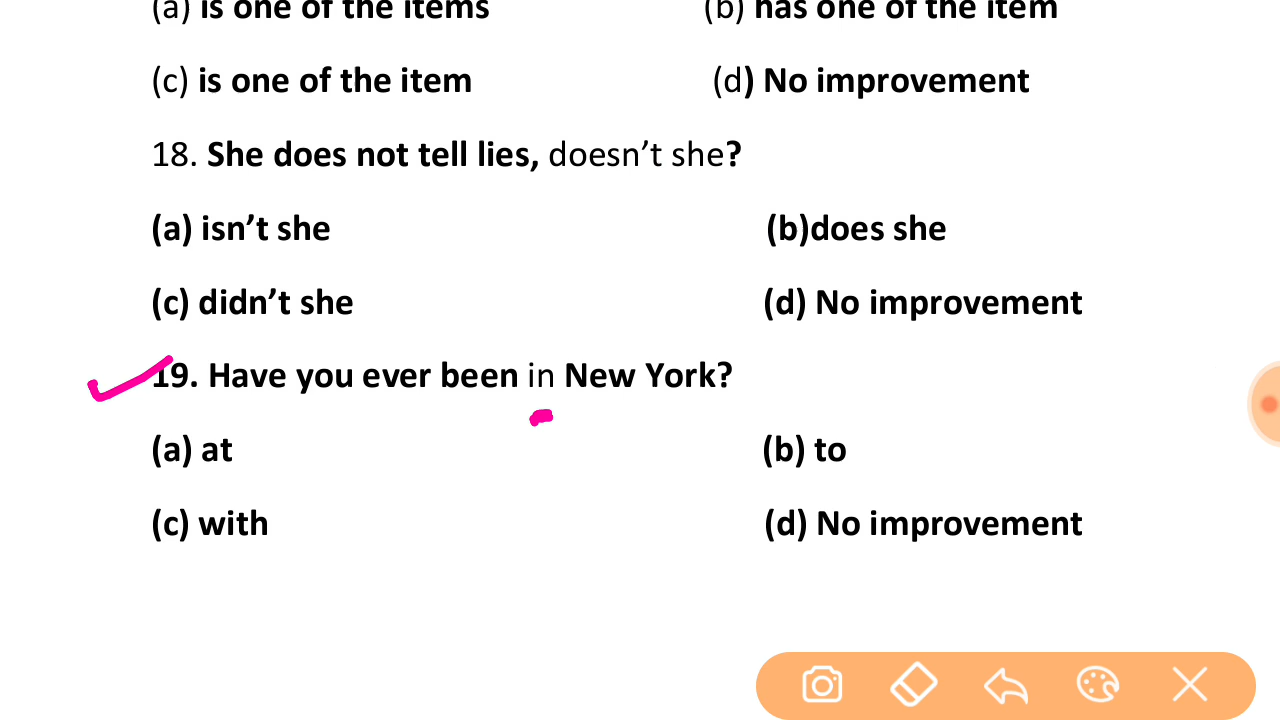 (a) is one of the items (b) has one of the item
(c) is one of the item (d) No improvement
18. She does not tell lies, doesn’t she?
(a) isn’t she (b)does she
(c) didn’t she (d) No improvement
19. Have you ever been in New York?
(a) at (b) to
(c) with (d) No improvement